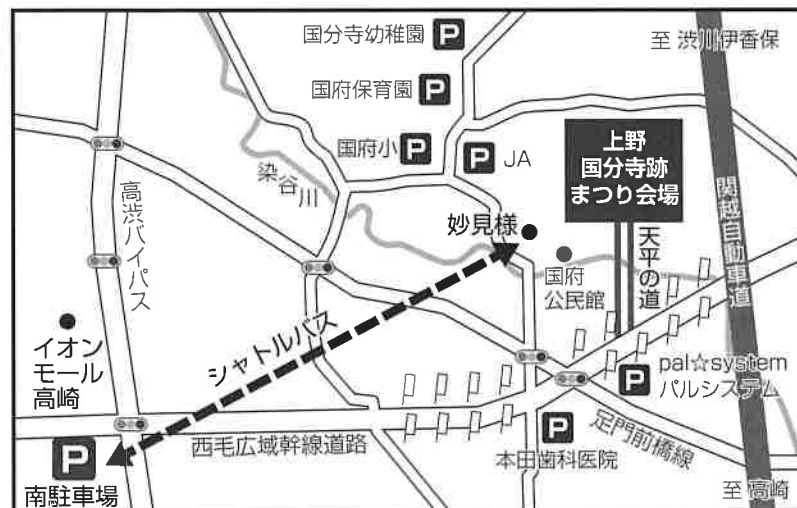 国分寺幼稚園
P
至 渋川伊香保
国府保育園
P
国府小
P
P
JA
上野
国分寺跡
まつり会場
染谷川
高渋バイパス
関越自動車道
妙見様
天平の道
国府
公民館
イオン
モール
高崎
シャトルバス
pal☆system
P
パルシステム
西毛広域幹線道路
P
本田歯科医院
足門前橋線
P
南駐車場
至 高崎